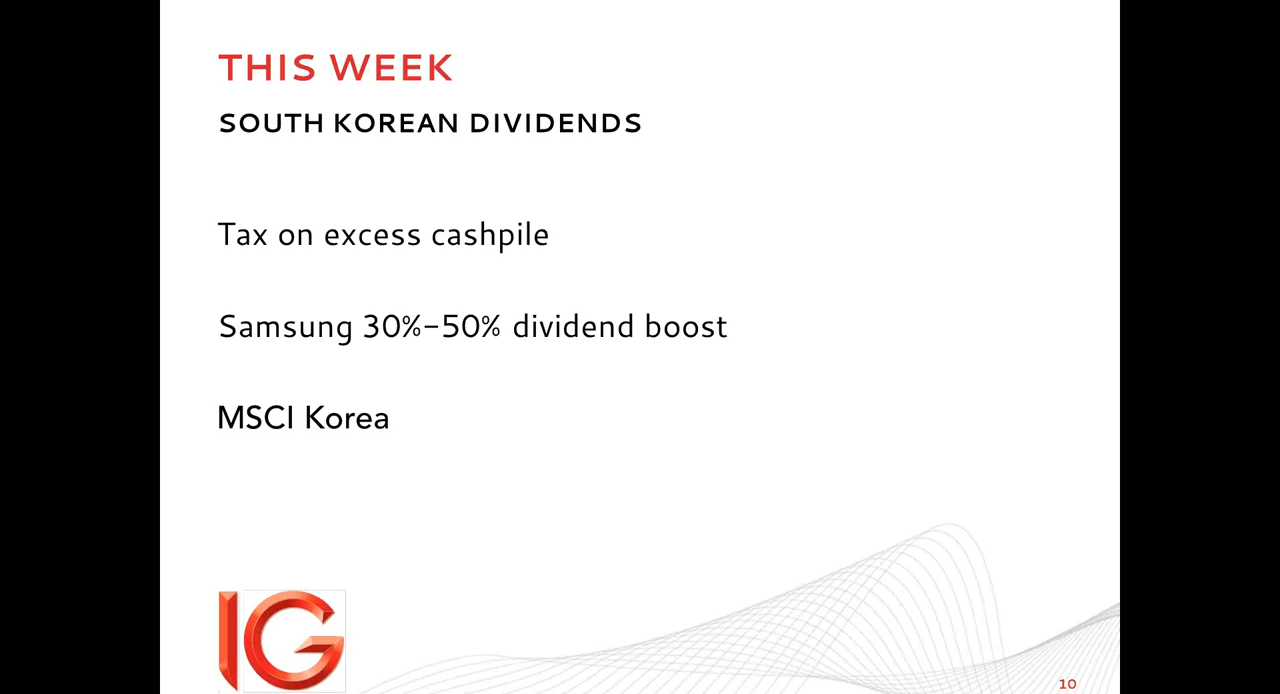 THIS WEEK
SOUTH KOREAN DIVIDENDS
Tax on excess cashpile
Samsung 30%-50% dividend boost
MSCI Korea
IG
10